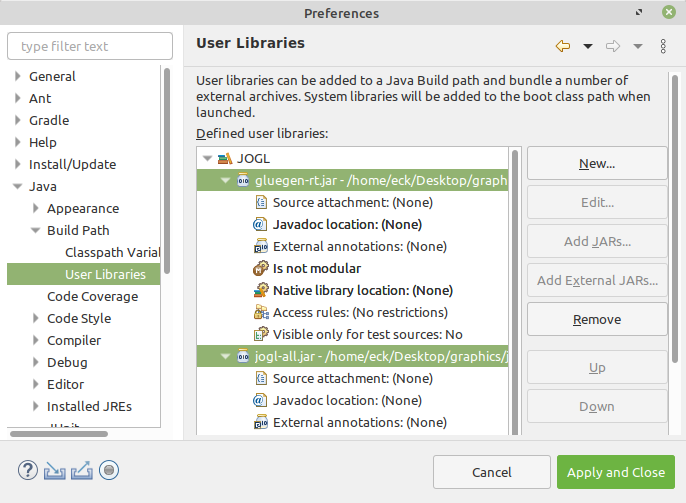 Preferences
type filter text
General
Ant
Gradle
Help
Install/Update
Java
Appearance
Build Path
Classpath Varial
User Libraries
Code Coverage
Code Style
Compiler
Debug
Editor
Installed JREs
JUnit
User Libraries
User libraries can be added to a Java Build path and bundle a number of
external archives. System libraries will be added to the boot class path when
launched.
Defined user libraries:
JOGL
gluegen-rt.jar - /home/eck/Desktop/graph
Source attachment: (None)
Javadoc location: (None)
External annotations: (None)
Is not modular
Native library location: (None)
Access rules: (No restrictions)
Visible only for test sources: No
jogl-all.jar - /home/eck/Desktop/graphics/j
Source attachment: (None)
Javadoc location: (None)
External annotations: (None)
New...
Edit...
Add JARs...
Add External JARs...
Remove
Up
Down
Cancel
Apply and Close